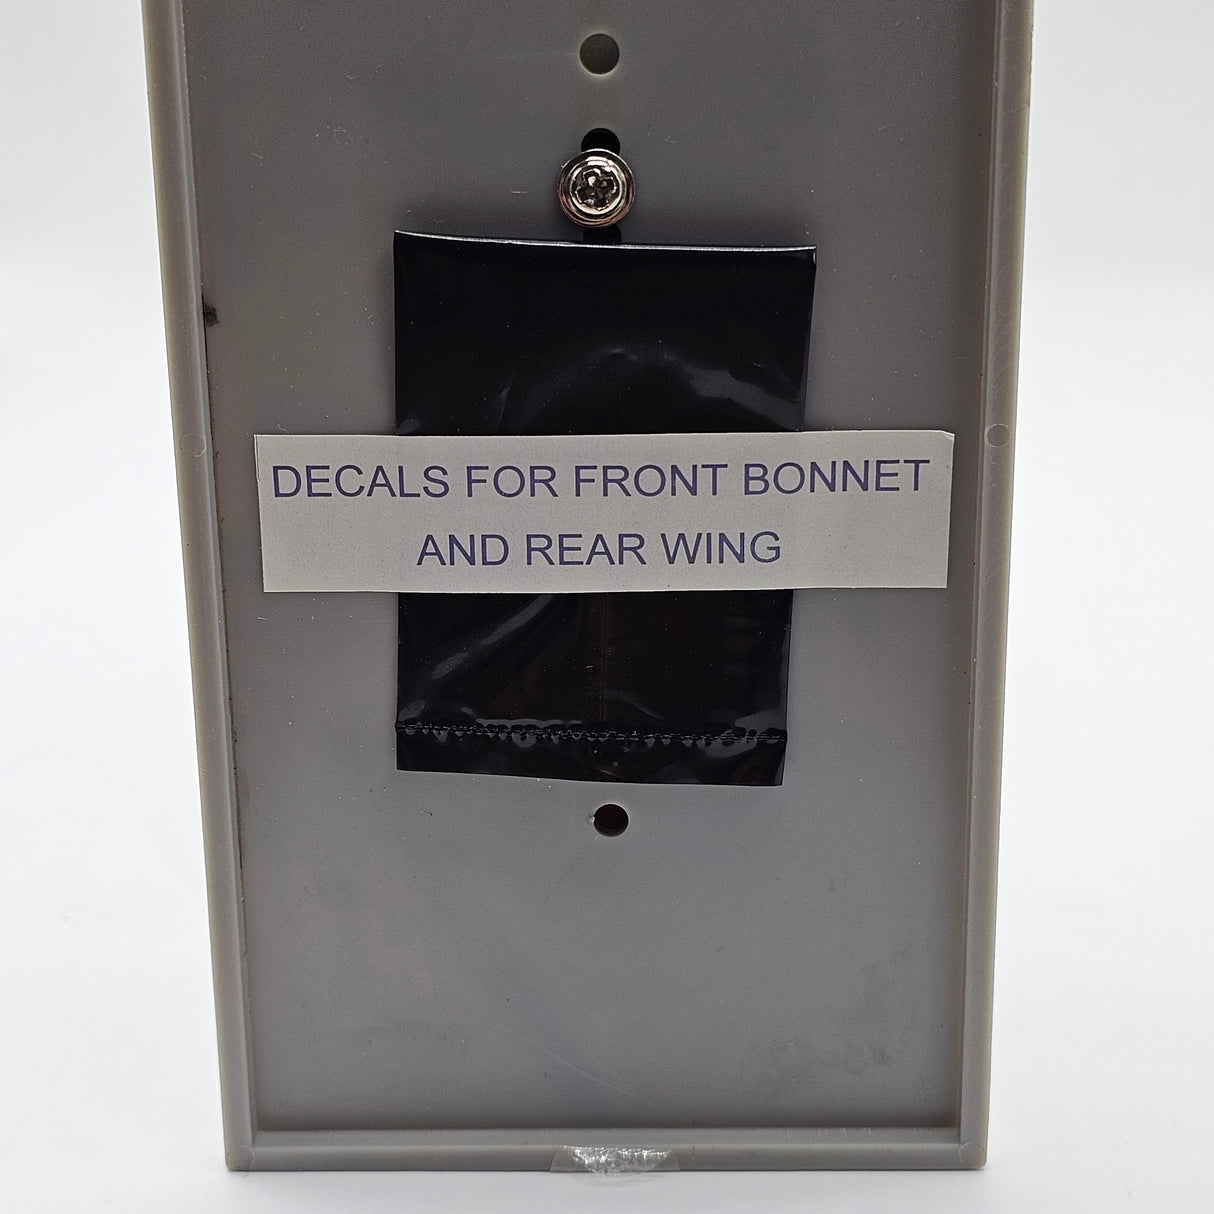 DECALS FOR FRONT BONNET
AND REAR WING